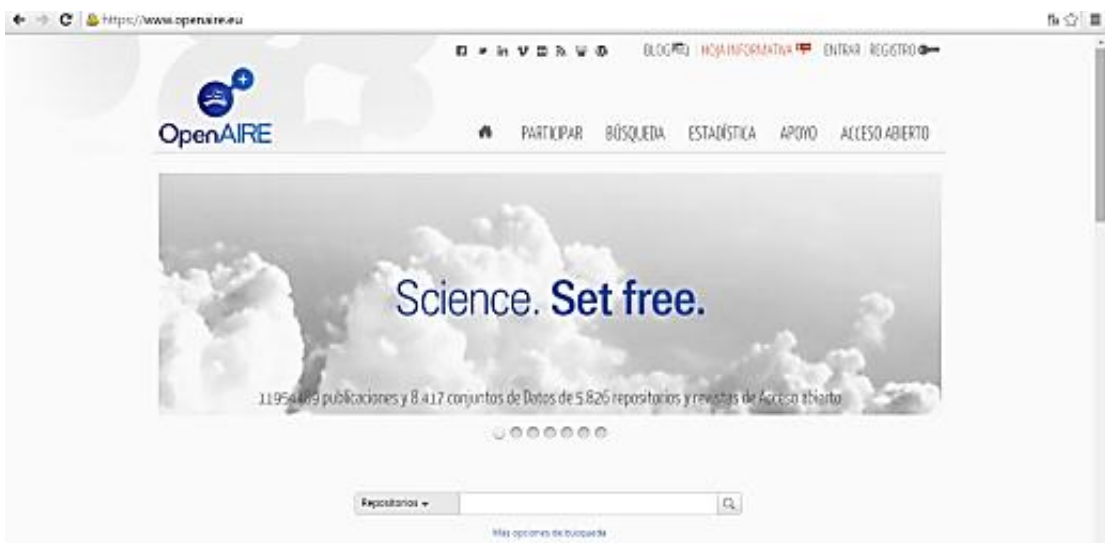 https://www.openaire.eu
BLOG HOJA INFORMATIVA ENTRAR REGISTRO
OpenAIRE
PARTICIPAR BÚSQUEDA ESTADÍSTICA APOYO ACCESO ABIERTO
Science. Set free.
publicaciones y 8.417 conjuntos de Datos de 5.826 repositorios y revistas de Acceso abierto
Repositorios
Más opciones de búsqueda